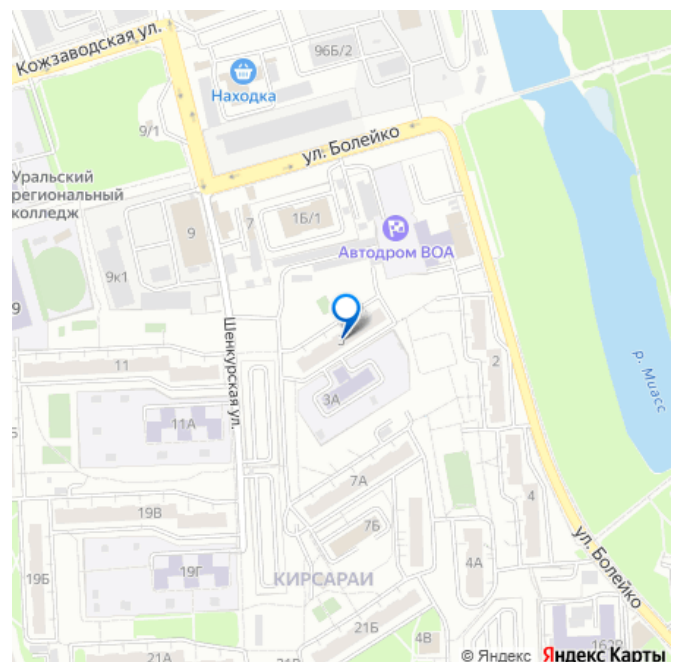 Кожзаводская ул.
96Б/2
Находка
9/1
ул. Болейко
Уральский
региональный
колледж
9
7
1Б/1
Автодром ВОА
9к1
9
Шенкурская ул.
11
3
2
р. Миасс
3А
11А
7А
19В
7Б
4
ул. Болейко
4А
19Б
19Г
КИРСАРАИ
21Б
4В
21А
© Яндекс Яндекс Карты